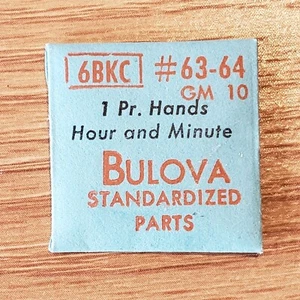 6BKC #63-64
GM 10
1 Pr. Hands
Hour and Minute
BULOVA
STANDARDIZED
PARTS